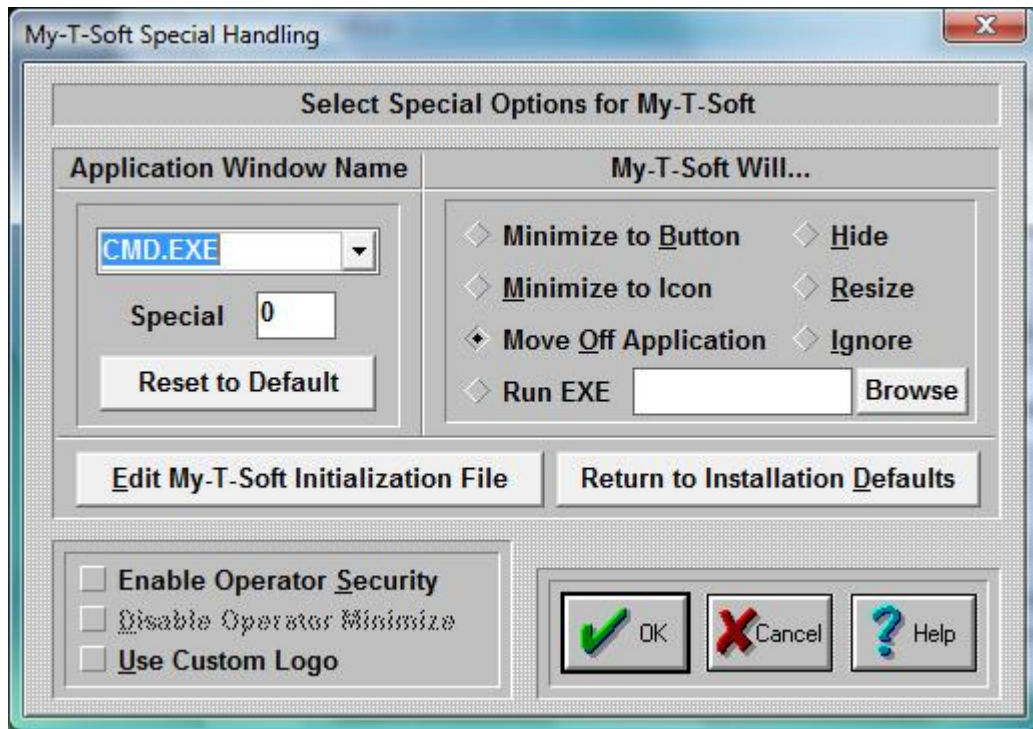 My-T-Soft Special Handling
Select Special Options for My-T-Soft
Application Window Name
My-T-Soft Will...
CMD.EXE
Special 0
Reset to Default
Minimize to Button
Hide
Minimize to Icon
Resize
Move Off Application
Ignore
Run EXE
Browse
Edit My-T-Soft Initialization File
Return to Installation Defaults
Enable Operator Security
Disable Operator Minimize
Use Custom Logo
OK
Cancel
Help